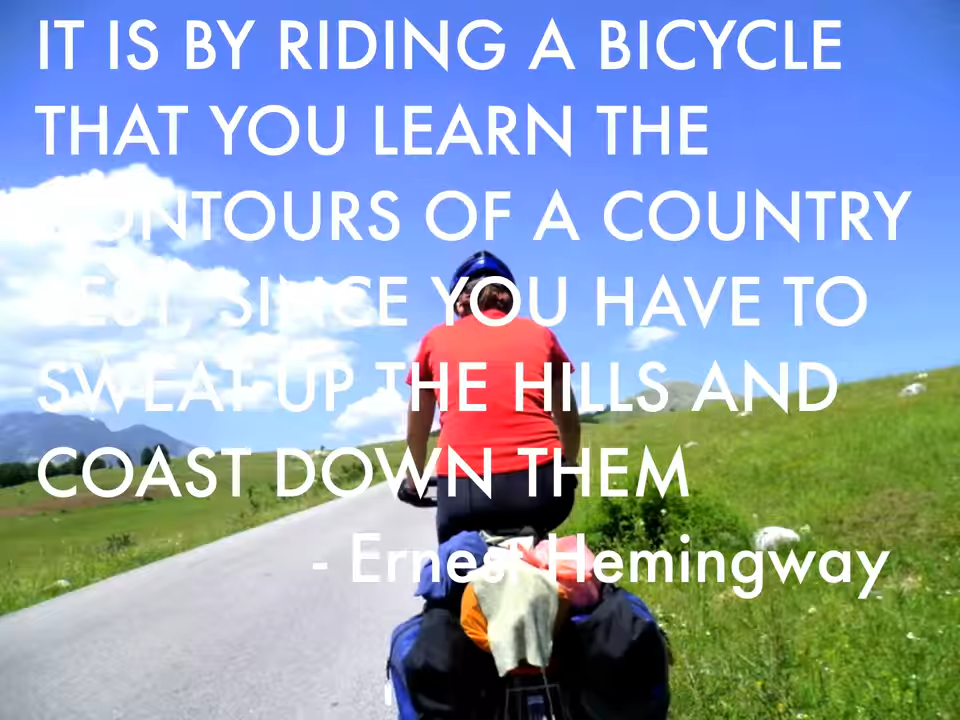 IT IS BY RIDING A BICYCLE
THAT YOU LEARN THE
CONTOURS OF A COUNTRY
BEST, SINCE YOU HAVE TO
SWEAT UP THE HILLS AND
COAST DOWN THEM
- Ernest Hemingway